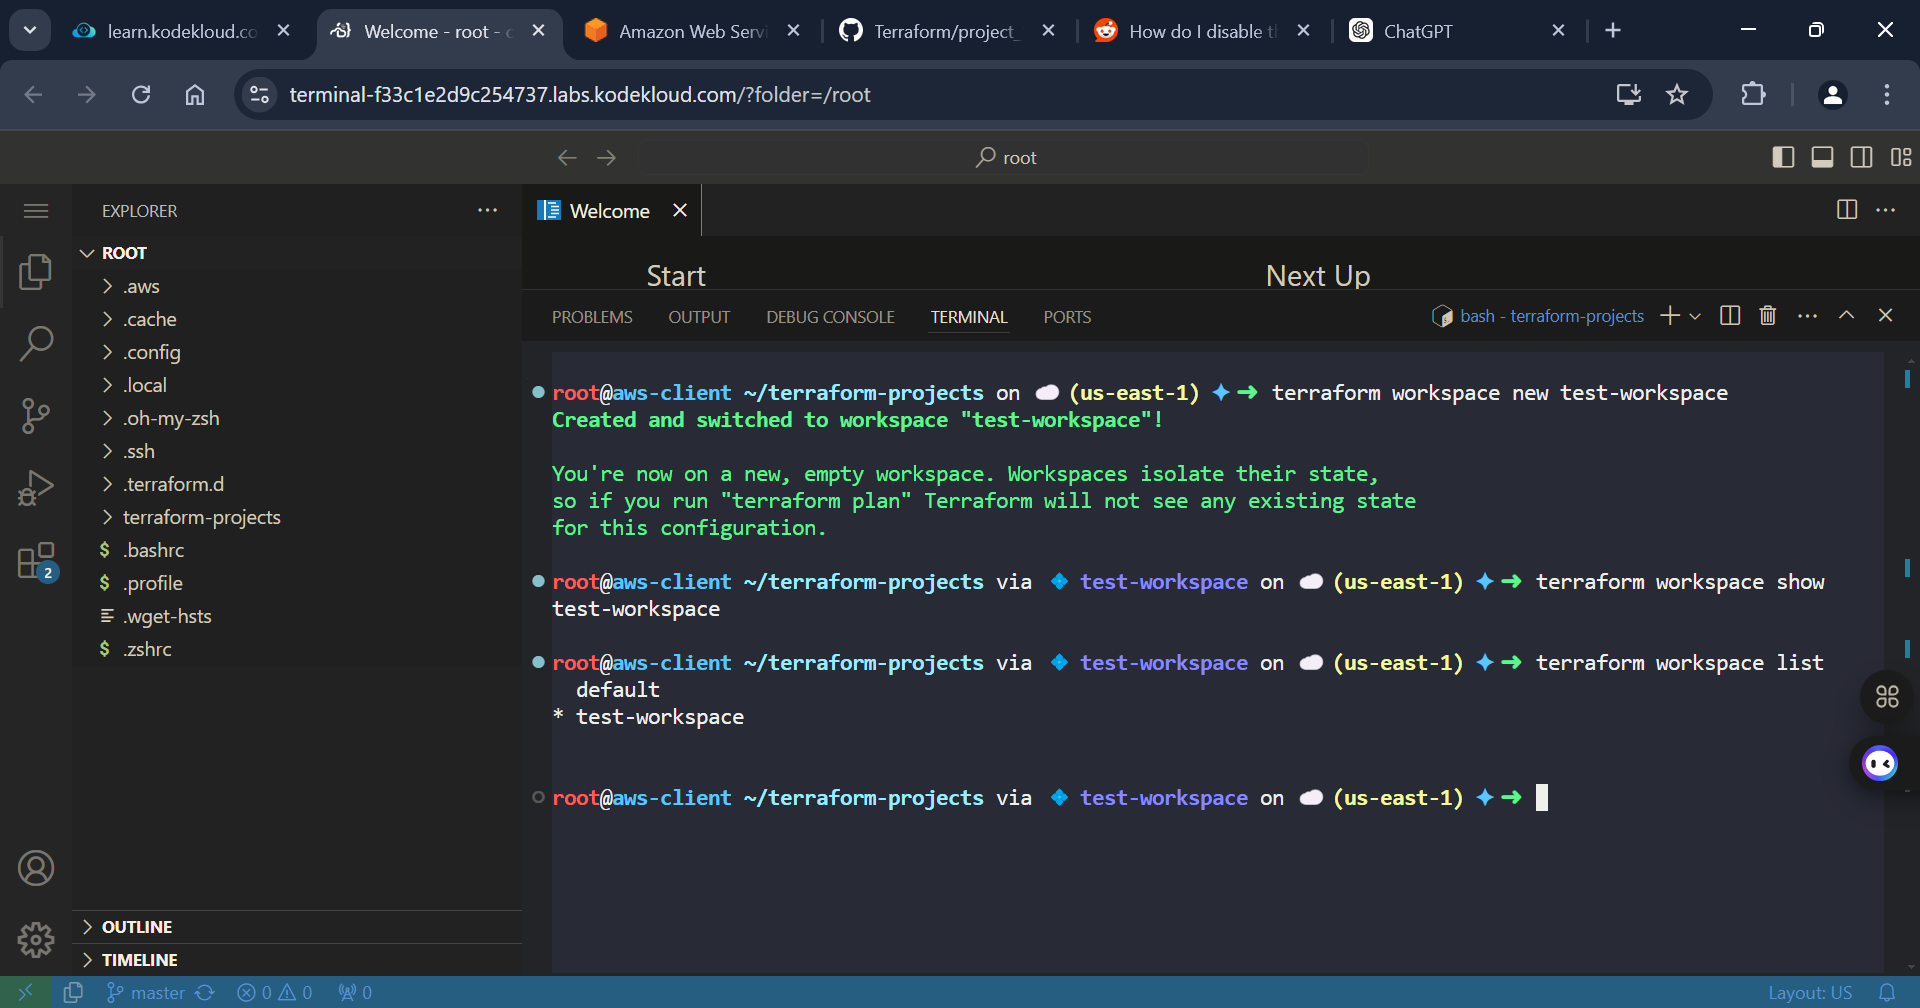 learn.kodekloud.co
Welcome - root - c
Amazon Web Servi
Terraform/project_
How do I disable t
ChatGPT
terminal-f33c1e2d9c254737.labs.kodekloud.com/?folder=/root
root
EXPLORER
Welcome
ROOT
.aws
.cache
.config
.local
.oh-my-zsh
.ssh
.terraform.d
terraform-projects
.bashrc
.profile
.wget-hsts
.zshrc
2
OUTLINE
TIMELINE
Start
Next Up
PROBLEMS OUTPUT DEBUG CONSOLE TERMINAL PORTS
bash - terraform-projects
root@aws-client ~/terraform-projects on (us-east-1) ➜ terraform workspace new test-workspace
Created and switched to workspace "test-workspace"!
You're now on a new, empty workspace. Workspaces isolate their state,
so if you run "terraform plan" Terraform will not see any existing state
for this configuration.
root@aws-client ~/terraform-projects via test-workspace on (us-east-1) ➜ terraform workspace show
test-workspace
root@aws-client ~/terraform-projects via test-workspace on (us-east-1) ➜ terraform workspace list
default
* test-workspace
root@aws-client ~/terraform-projects via test-workspace on (us-east-1) ➜
master
0
0
0
Layout: US